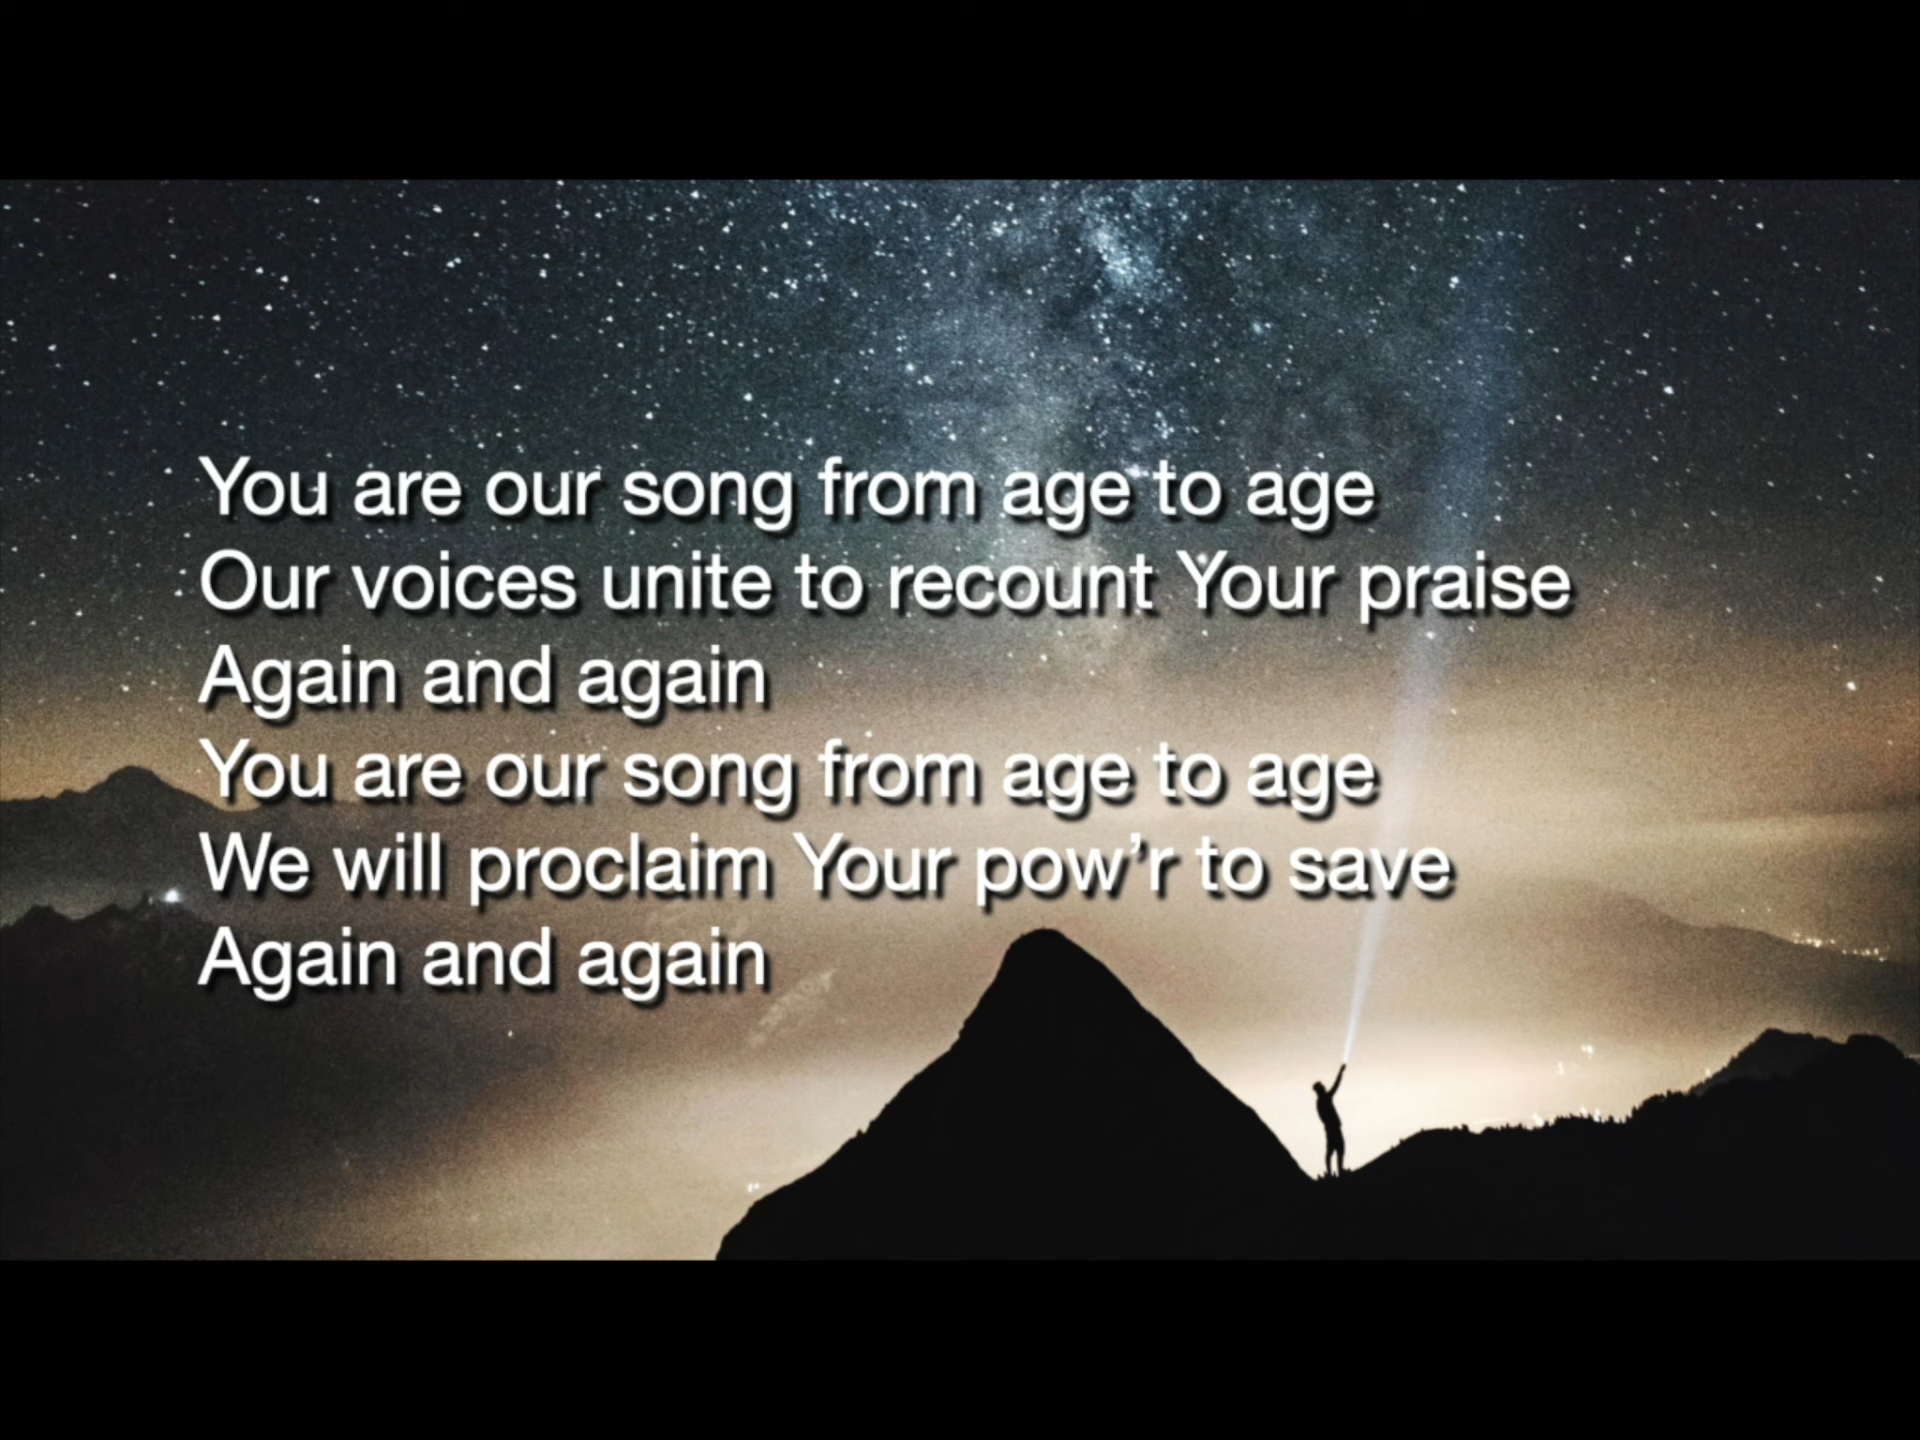 You are our song from age to age
Our voices unite to recount Your praise
Again and again
You are our song from age to age
We will proclaim Your pow’r to save
Again and again